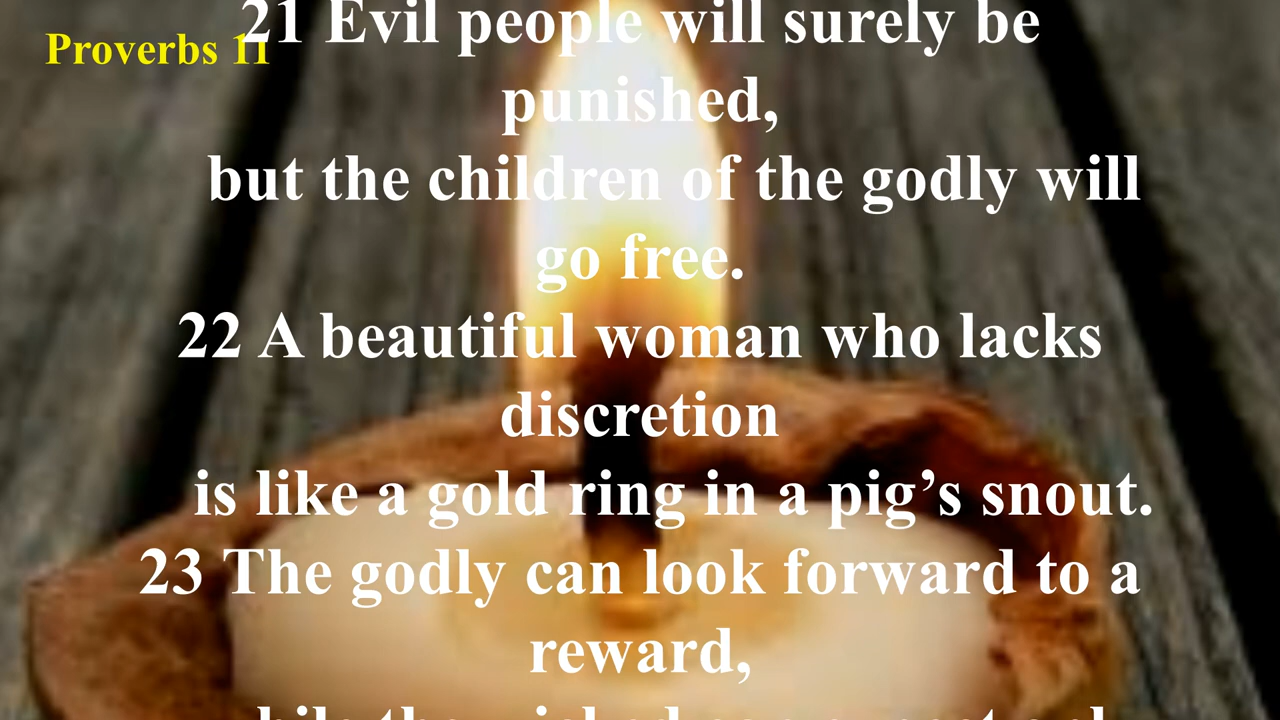 Proverbs 11
21 Evil people will surely be
punished,
but the children of the godly will
go free.
22 A beautiful woman who lacks
discretion
is like a gold ring in a pig’s snout.
23 The godly can look forward to a
reward,